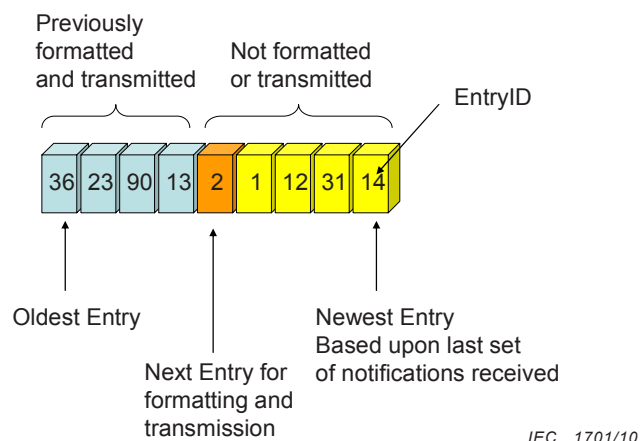 Previously
formatted
and transmitted
Not formatted
or transmitted
EntryID
36 23 90 13 2 1 12 31 14
Oldest Entry
Newest Entry
Based upon last set
of notifications received
Next Entry for
formatting and
transmission
IEC 1701/10